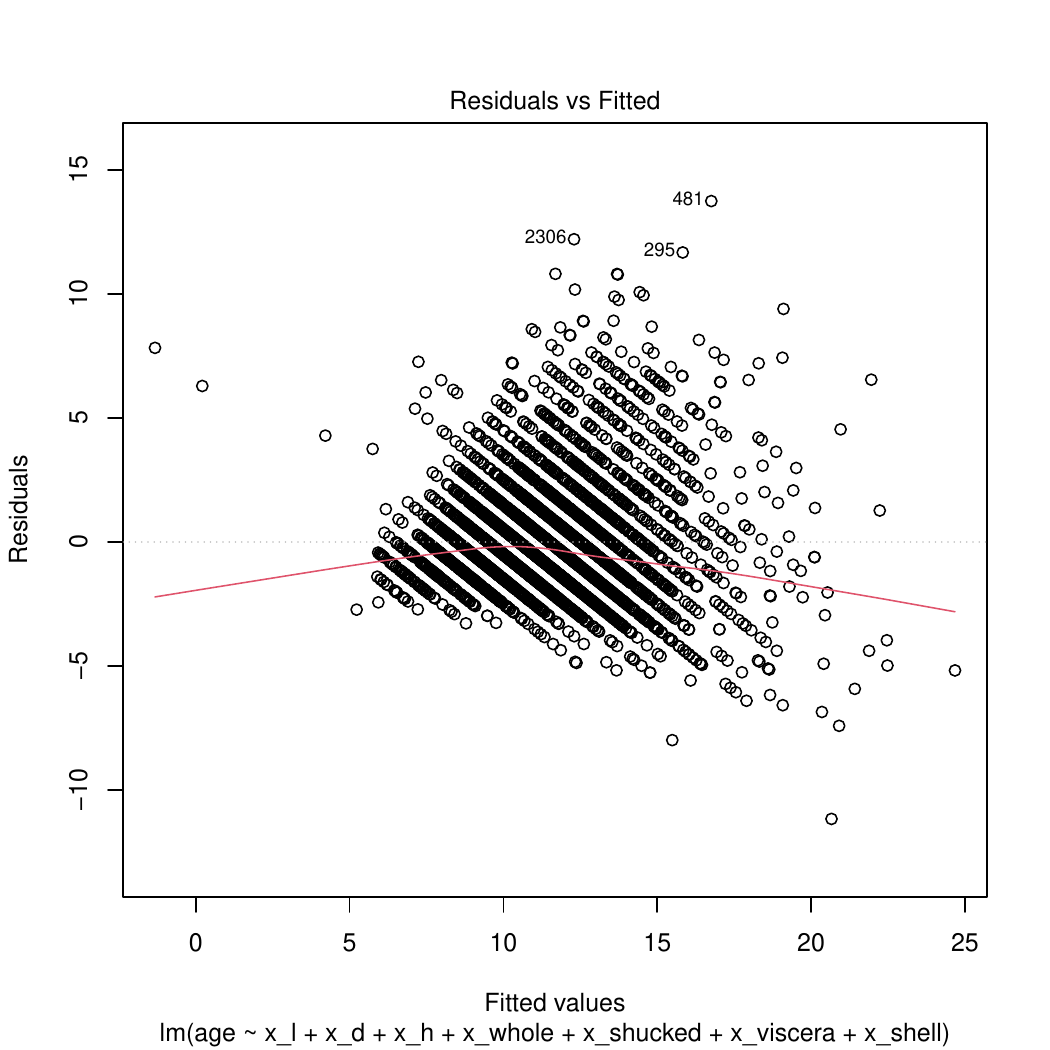 Residuals vs Fitted
15
10
5
0
−5
−10
Residuals
481
2306
295
0 5 10 15 20 25
Fitted values
lm(age ~ x_l + x_d + x_h + x_whole + x_shucked + x_viscera + x_shell)